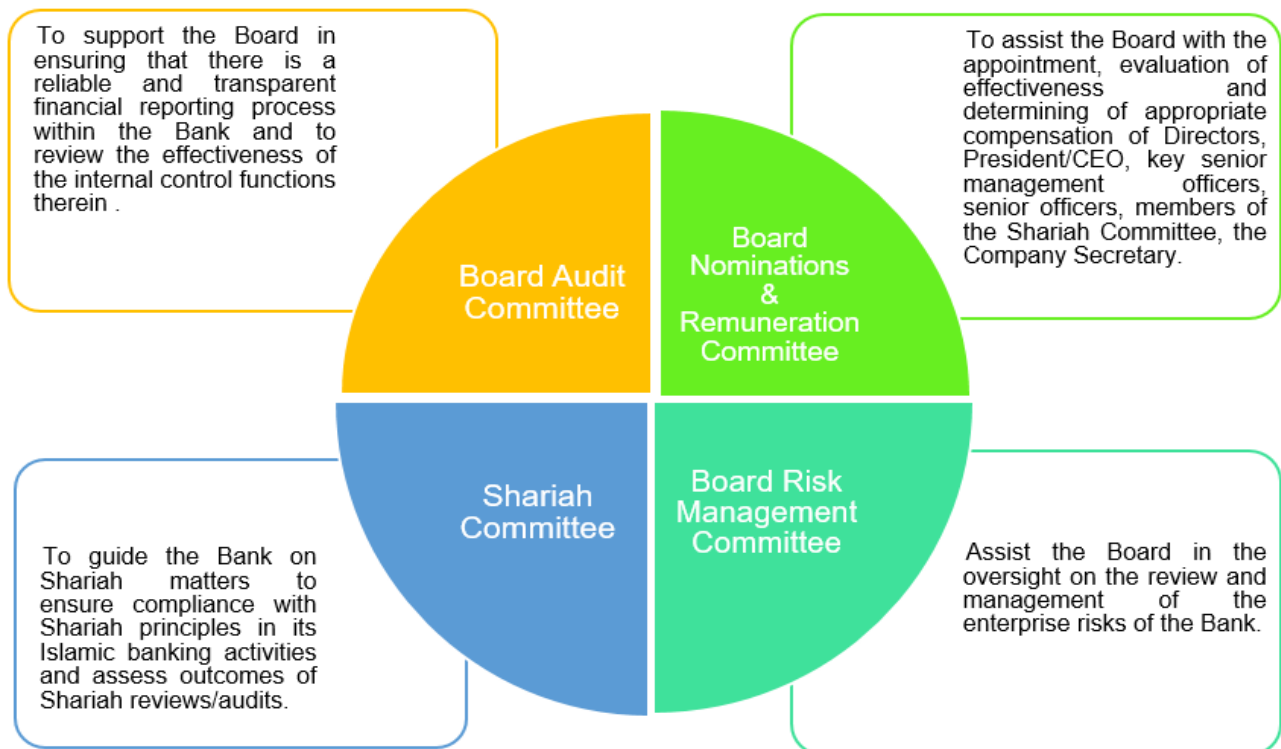 To support the Board in
ensuring that there is a
reliable and transparent
financial reporting process
within the Bank and to
review the effectiveness of
the internal control functions
therein .
To assist the Board with the
appointment, evaluation of
effectiveness and
determining of appropriate
compensation of Directors,
President/CEO, key senior
management officers,
senior officers, members of
the Shariah Committee, the
Company Secretary.
Board Audit
Committee
Board
Nominations
&
Remuneration
Committee
Shariah
Committee
Board Risk
Management
Committee
To guide the Bank on
Shariah matters to
ensure compliance with
Shariah principles in its
Islamic banking activities
and assess outcomes of
Shariah reviews/audits.
Assist the Board in the
oversight on the review and
management of the
enterprise risks of the Bank.